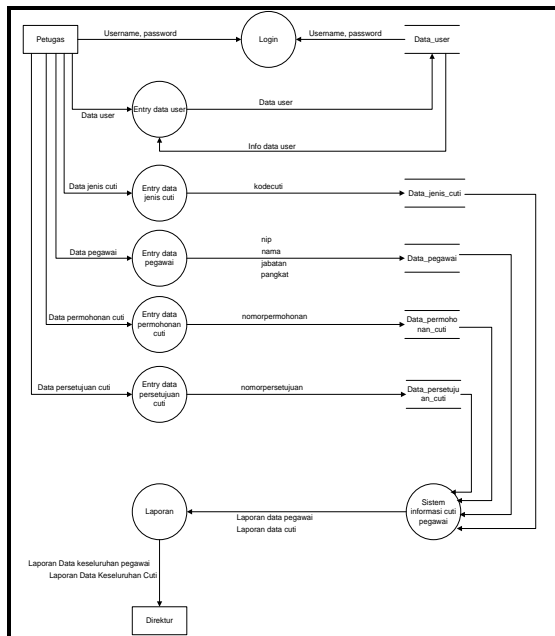 Petugas
Username, password
Login
Username, password
Data_user
Data user
Entry data user
Data user
Info data user
Data jenis cuti
Entry data
jenis cuti
kodecuti
Data_jenis_cuti
Data pegawai
Entry data
pegawai
nip
nama
jabatan
pangkat
Data_pegawai
Data permohonan cuti
Entry data
permohonan
cuti
nomorpermohonan
Data_permoho
nan_cuti
Data persetujuan cuti
Entry data
persetujuan
cuti
nomorpersetujuan
Data_persetuju
an_cuti
Laporan
Laporan data pegawai
Laporan data cuti
Sistem
informasi cuti
pegawai
Laporan Data keseluruhan pegawai
Laporan Data Keseluruhan Cuti
Direktur